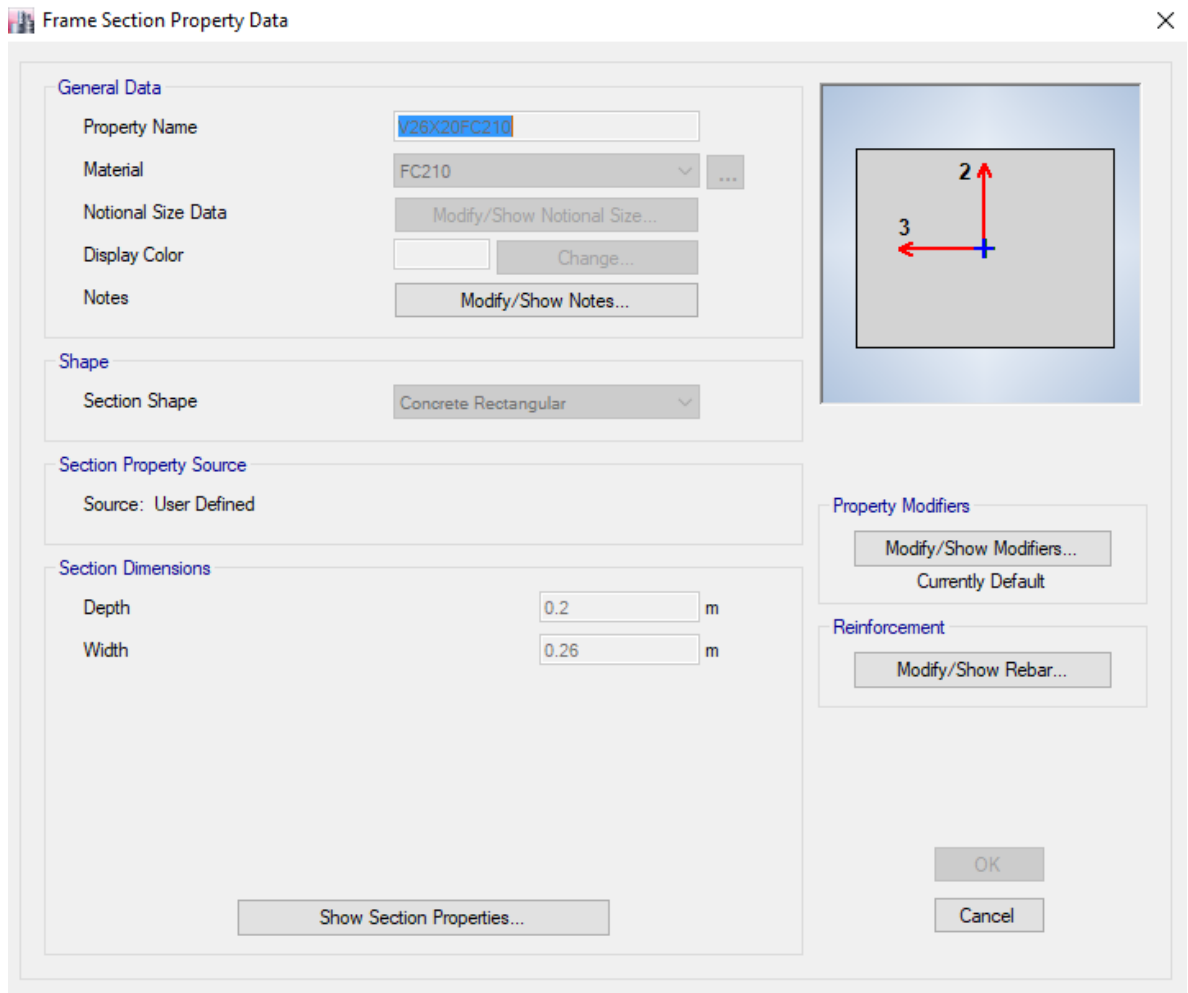 Frame Section Property Data
General Data
Property Name V26X20FC210
Material FC210 ...
Notional Size Data Modify/Show Notional Size...
Display Color Change...
Notes Modify/Show Notes...
2
3
Shape
Section Shape Concrete Rectangular
Section Property Source
Source: User Defined
Property Modifiers
Modify/Show Modifiers...
Currently Default
Section Dimensions
Depth 0.2 m
Width 0.26 m
Reinforcement
Modify/Show Rebar...
Show Section Properties...
OK
Cancel